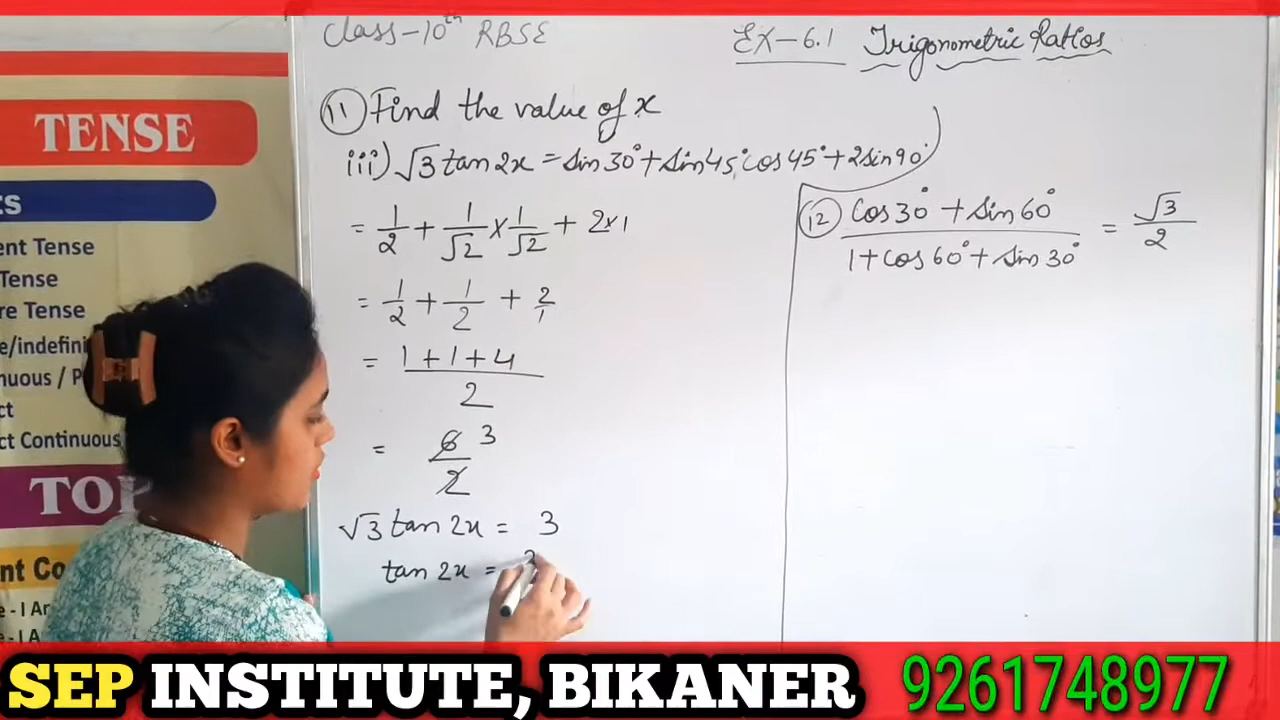 Class-10th RBSE
EX-6.1 Trigonometric Ratios
TENSE
ent Tense
Tense
re Tense
e/indefini
nuous / P
ct
ct Continuous
nt Co
e - I Ar
e - II A
(11) Find the value of x
iii) √3 tan 2x = sin 30° + sin 45° cos 45° + 2 sin 90°
= 1/2 + 1/√2 × 1/√2 + 2×1
= 1/2 + 1/2 + 2/1
= (1+1+4)/2
= 6/2 3
√3 tan 2x = 3
tan 2x =
(12) (cos 30° + sin 60°)/(1 + cos 60° + sin 30°) = √3/2
SEP INSTITUTE, BIKANER 9261748977